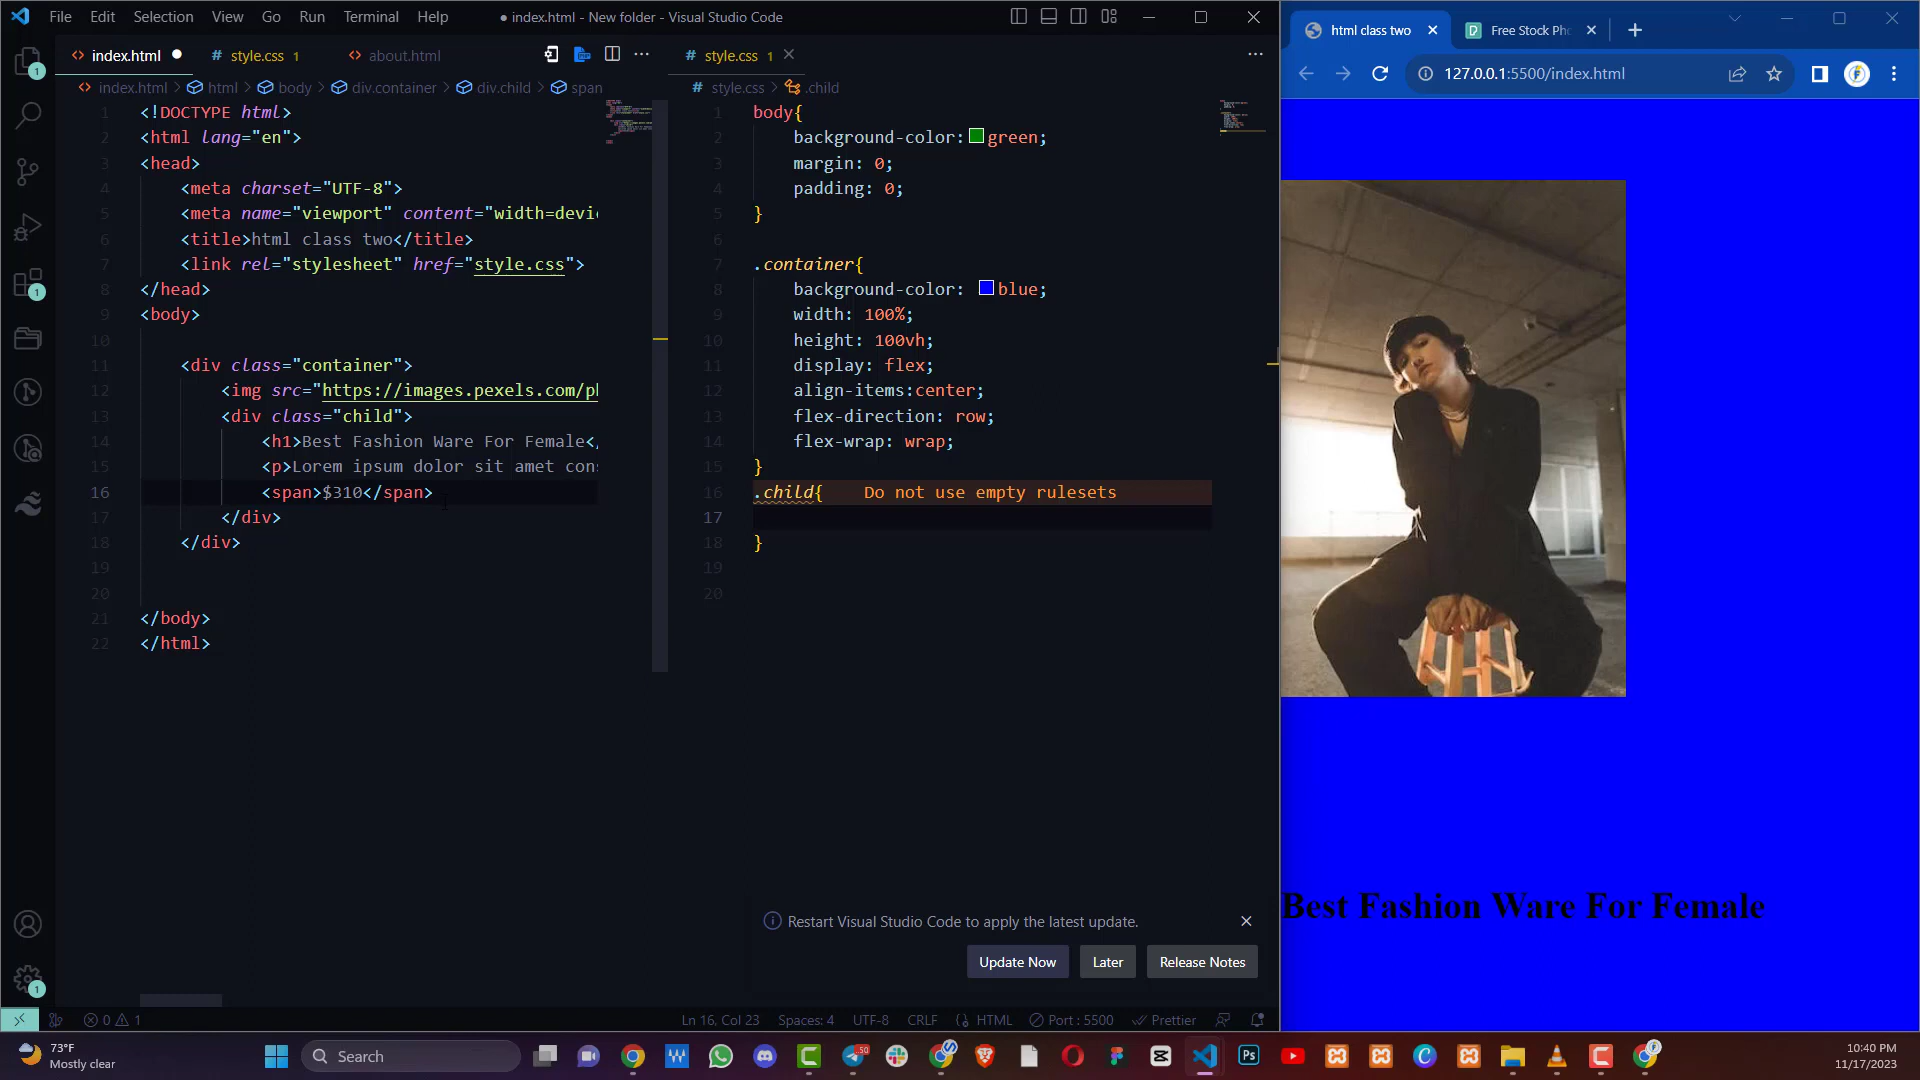 File Edit Selection View Go Run Terminal Help
● index.html - New folder - Visual Studio Code
index.html ●
# style.css 1
<> about.html
# style.css 1
index.html > html > body > div.container > div.child > span
# style.css > .child
1 <!DOCTYPE html>
2 <html lang="en">
3 <head>
4 <meta charset="UTF-8">
5 <meta name="viewport" content="width=devi
6 <title>html class two</title>
7 <link rel="stylesheet" href="style.css">
8 </head>
9 <body>
10
11 <div class="container">
12 <img src="https://images.pexels.com/ph
13 <div class="child">
14 <h1>Best Fashion Ware For Female</
15 <p>Lorem ipsum dolor sit amet cons
16 <span>$310</span>
17 </div>
18 </div>
19
20
21 </body>
22 </html>
1 body{
2 background-color: green;
3 margin: 0;
4 padding: 0;
5 }
6
7 .container{
8 background-color: blue;
9 width: 100%;
10 height: 100vh;
11 display: flex;
12 align-items:center;
13 flex-direction: row;
14 flex-wrap: wrap;
15 }
16 .child{ Do not use empty rulesets
17
18 }
19
20
Restart Visual Studio Code to apply the latest update.
Update Now Later Release Notes
1
1
1
0 1
Ln 16, Col 23 Spaces: 4 UTF-8 CRLF {} HTML Port : 5500 Prettier
html class two
Free Stock Pho
127.0.0.1:5500/index.html
Best Fashion Ware For Female
73°F
Mostly clear
Search
50
Ps
10:40 PM
11/17/2023